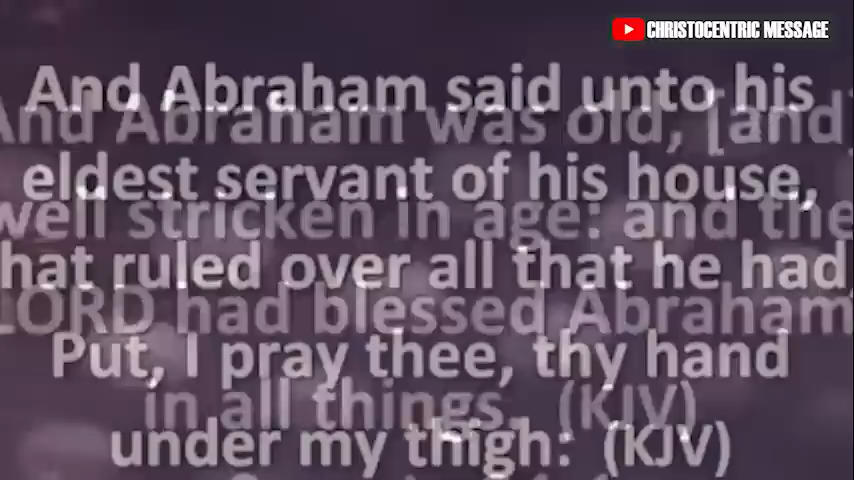 CHRISTOCENTRIC MESSAGE
And Abraham said unto his
eldest servant of his house,
hat ruled over all that he had,
Put, I pray thee, thy hand
under my thigh: (KJV)
And Abraham was old, [and]
well stricken in age: and the
LORD had blessed Abraham
in all things. (KJV)